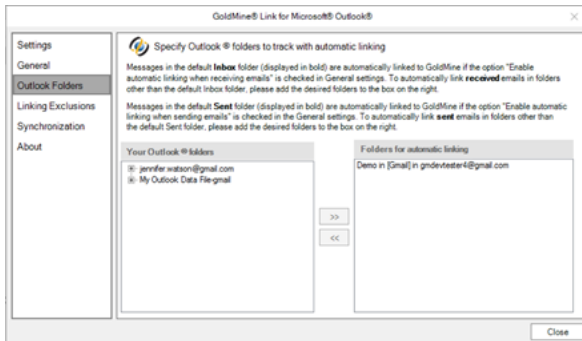 GoldMine® Link for Microsoft® Outlook®
Settings
General
Outlook Folders
Linking Exclusions
Synchronization
About
Specify Outlook ® folders to track with automatic linking
Messages in the default Inbox folder (displayed in bold) are automatically linked to GoldMine if the option "Enable
automatic linking when receiving emails" is checked in General settings. To automatically link received emails in folders
other than the default Inbox folder, please add the desired folders to the box on the right.
Messages in the default Sent folder (displayed in bold) are automatically linked to GoldMine if the option "Enable automatic
linking when sending emails" is checked in the General settings. To automatically link sent emails in folders other than
the default Sent folder, please add the desired folders to the box on the right.
Your Outlook ® folders
jennifer.watson@gmail.com
My Outlook Data File-gmail
>>
<<
Folders for automatic linking
Demo in [Gmail] in gmdevtester4@gmail.com
Close